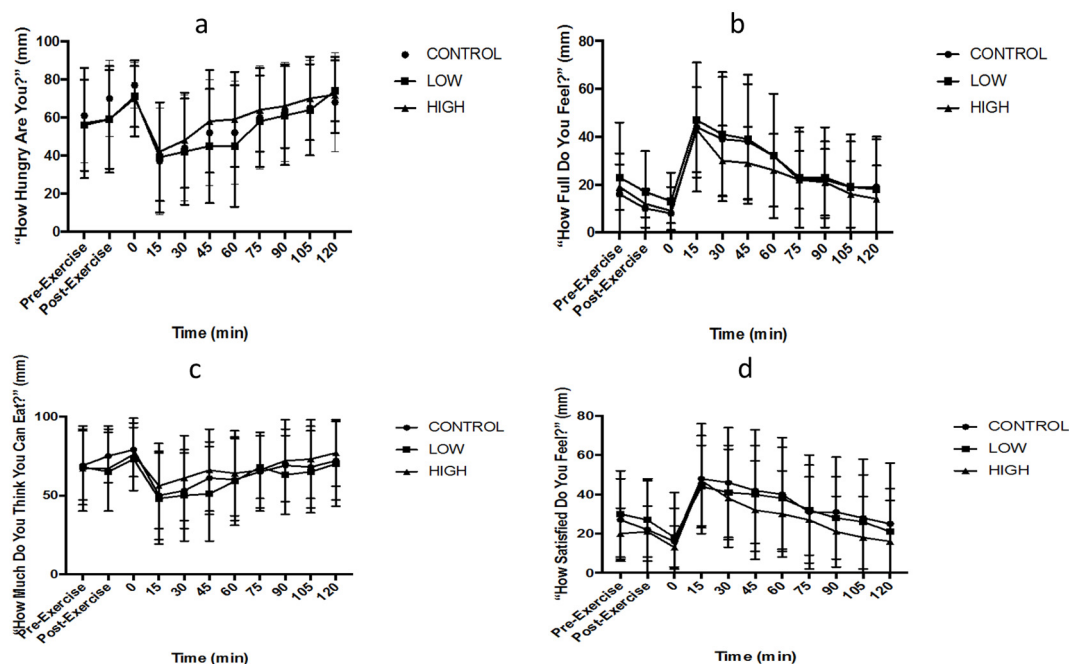 a
"How Hungry Are You?" (mm)
100
80
60
40
20
0
CONTROL
LOW
HIGH
Pre-Exercise
Post-Exercise
0
15
30
45
60
75
90
105
120
Time (min)
b
"How Full Do You Feel?" (mm)
80
60
40
20
0
CONTROL
LOW
HIGH
Pre-Exercise
Post-Exercise
0
15
30
45
60
75
90
105
120
Time (min)
c
"How Much Do You Think You Can Eat?" (mm)
100
50
0
CONTROL
LOW
HIGH
Pre-Exercise
Post-Exercise
0
15
30
45
60
75
90
105
120
Time (min)
d
"How Satisfied Do You Feel?" (mm)
80
60
40
20
0
CONTROL
LOW
HIGH
Pre-Exercise
Post-Exercise
0
15
30
45
60
75
90
105
120
Time (min)